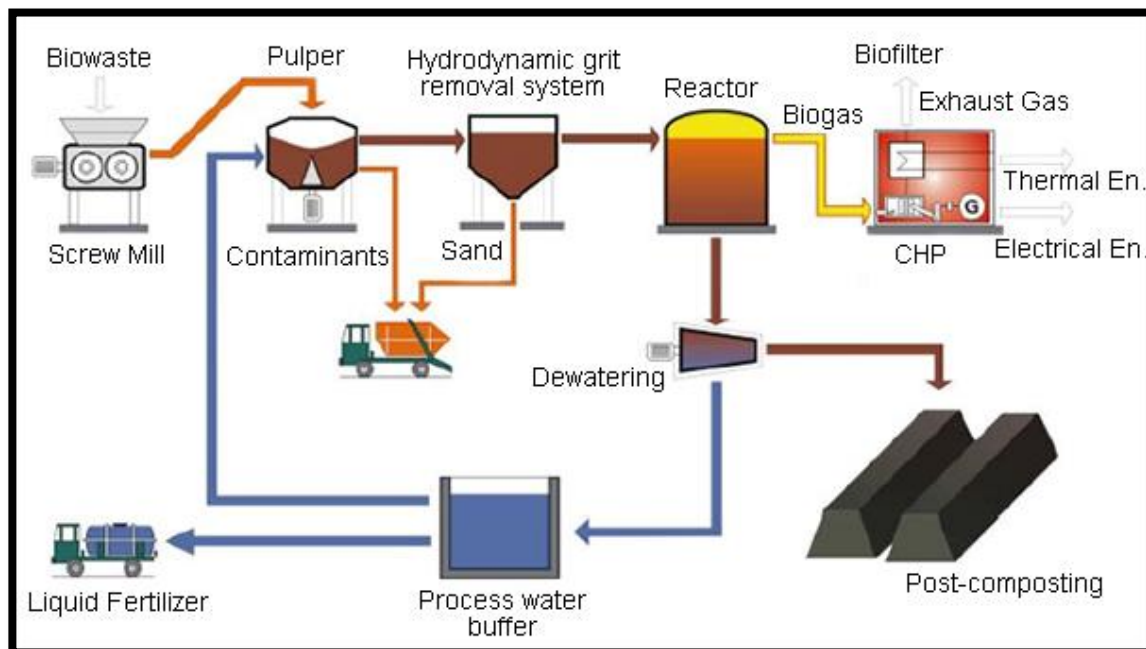 Biowaste
Pulper
Hydrodynamic grit
removal system
Reactor
Biogas
Biofilter
Exhaust Gas
Thermal En.
G
Electrical En.
Screw Mill
Contaminants
Sand
CHP
Dewatering
Post-composting
Liquid Fertilizer
Process water
buffer